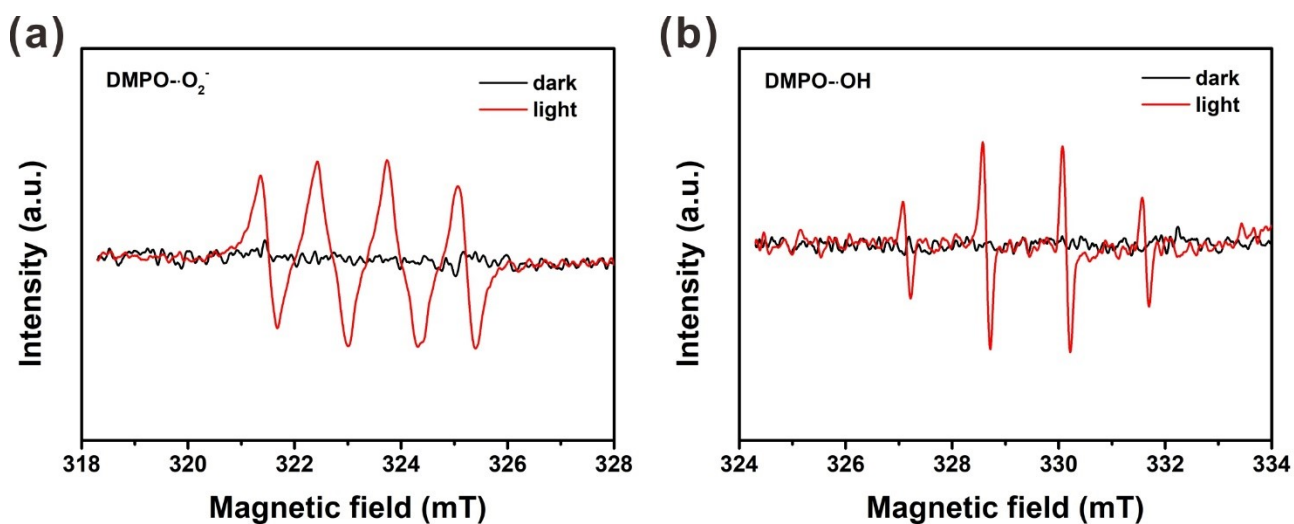 (a)
DMPO-·O₂⁻
dark
light
Intensity (a.u.)
318 320 322 324 326 328
Magnetic field (mT)
(b)
DMPO-·OH
dark
light
Intensity (a.u.)
324 326 328 330 332 334
Magnetic field (mT)